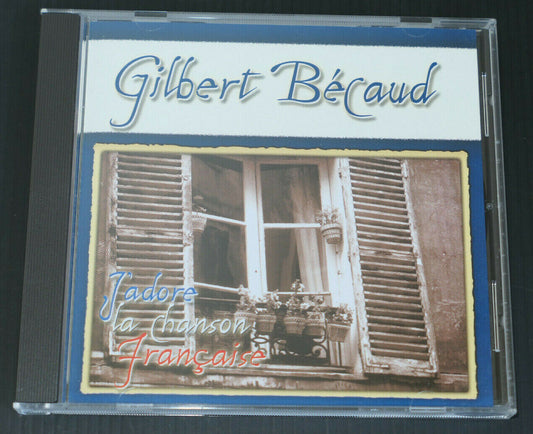 Gilbert Bécaud
J'adore
la chanson
Française